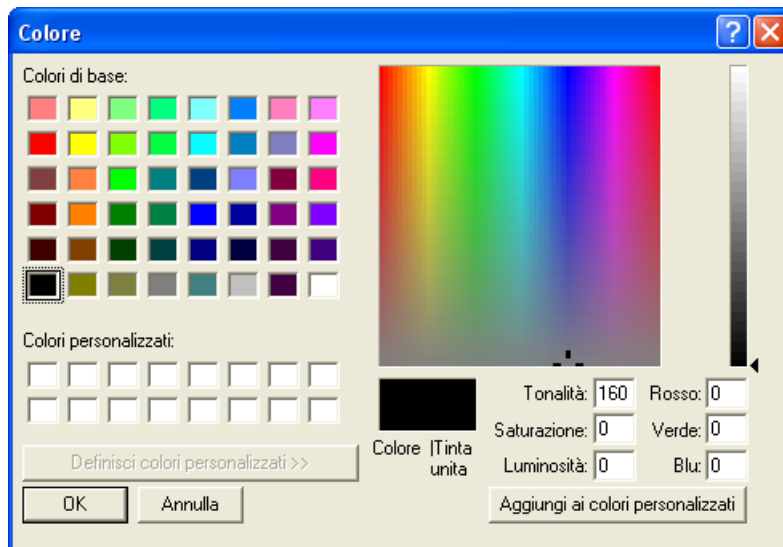 Colore
Colori di base:
Colori personalizzati:
Definisci colori personalizzati >>
OK
Annulla
Colore |Tinta
unita
Tonalità: 160
Saturazione: 0
Luminosità: 0
Rosso: 0
Verde: 0
Blu: 0
Aggiungi ai colori personalizzati